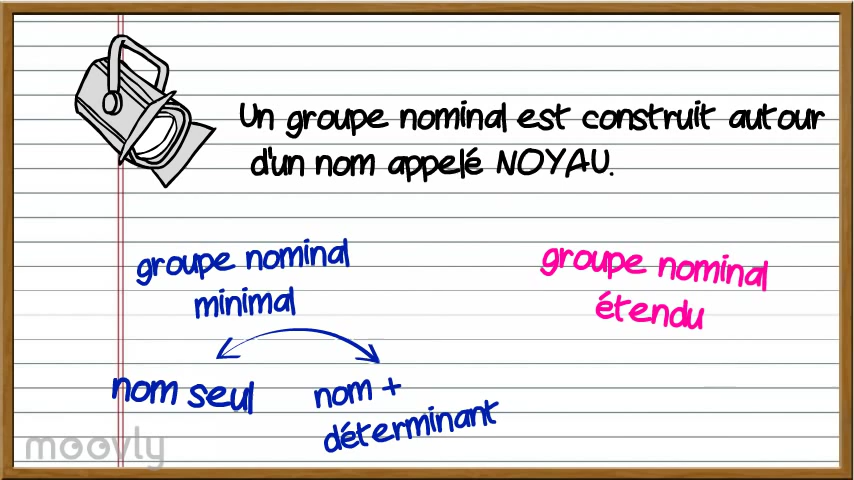 Un groupe nominal est construit autour
d'un nom appelé NOYAU.
groupe nominal
minimal
groupe nominal
étendu
nom seul
nom +
déterminant
moovly